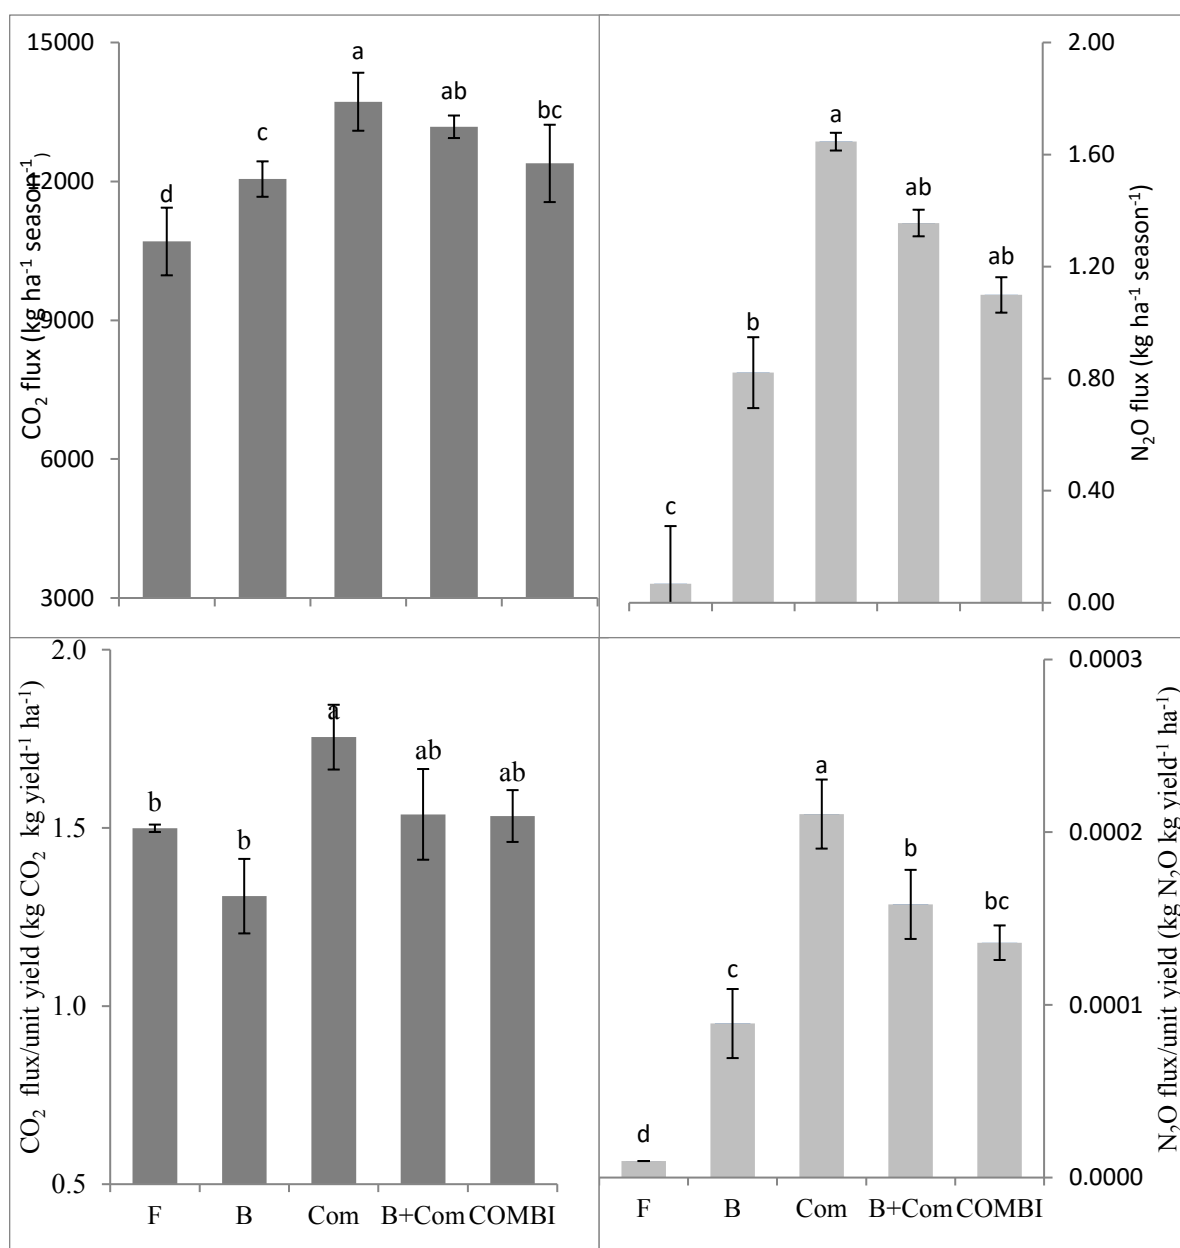 15000
12000
9000
6000
3000
CO₂ flux (kg ha⁻¹ season⁻¹)
d
c
a
ab
bc
2.00
1.60
1.20
0.80
0.40
0.00
N₂O flux (kg ha⁻¹ season⁻¹)
c
b
a
ab
ab
2.0
1.5
1.0
0.5
CO₂ flux/unit yield (kg CO₂ kg yield⁻¹ ha⁻¹)
b
b
a
ab
ab
F B Com B+Com COMBI
0.0003
0.0002
0.0001
0.0000
N₂O flux/unit yield (kg N₂O kg yield⁻¹ ha⁻¹)
d
c
a
b
bc
F B Com B+Com COMBI